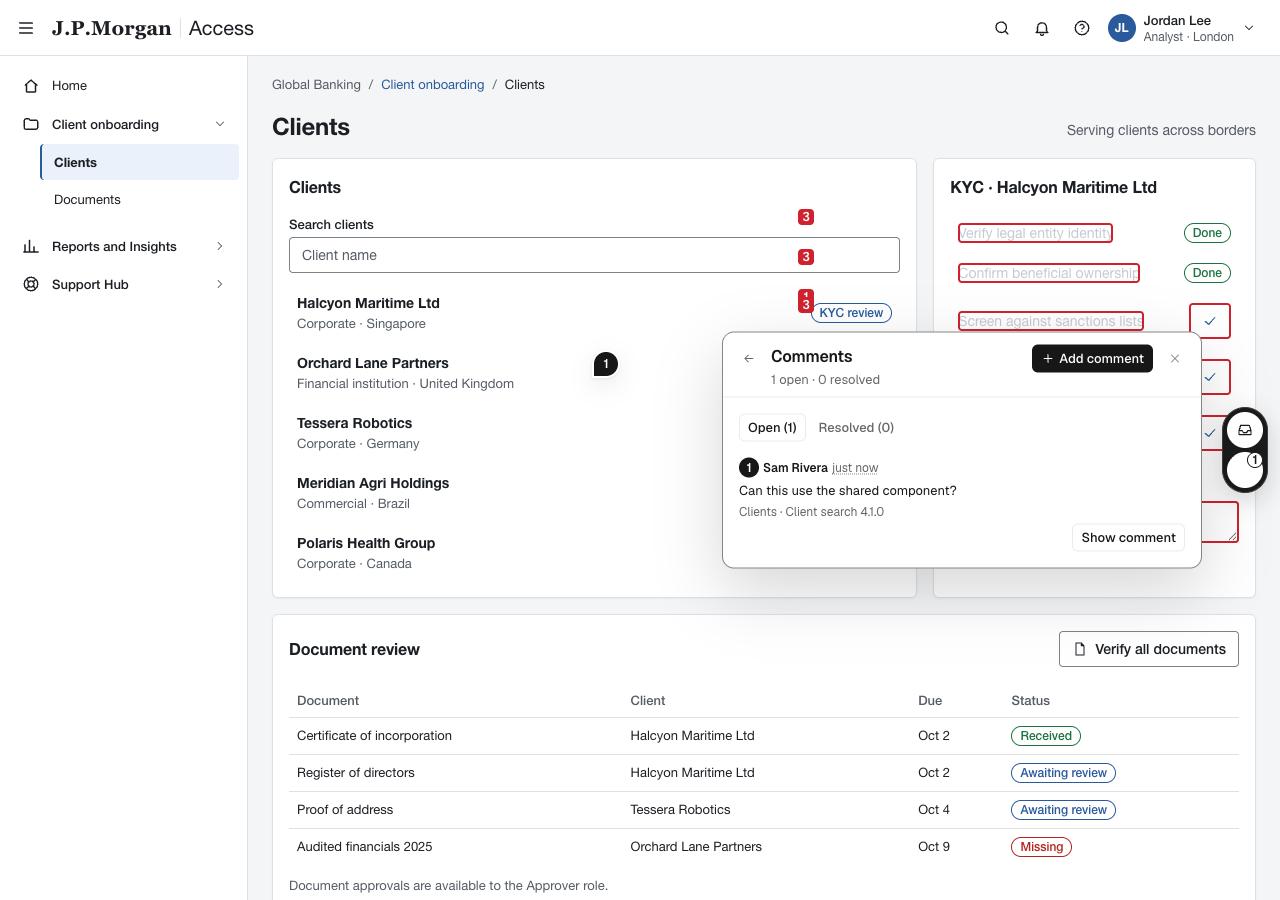 J.P.Morgan Access
JL
Jordan Lee
Analyst · London
Home
Client onboarding
Clients
Documents
Reports and Insights
Support Hub
Global Banking / Client onboarding / Clients
Clients
Serving clients across borders
Clients
Search clients
Client name
3
3
3
Halcyon Maritime Ltd
Corporate · Singapore
KYC review
Orchard Lane Partners
Financial institution · United Kingdom
1
Tessera Robotics
Corporate · Germany
Meridian Agri Holdings
Commercial · Brazil
Polaris Health Group
Corporate · Canada
KYC · Halcyon Maritime Ltd
Verify legal entity identity
Done
Confirm beneficial ownership
Done
Screen against sanctions lists
Comments
1 open · 0 resolved
Add comment
Open (1)
Resolved (0)
1 Sam Rivera just now
Can this use the shared component?
Clients · Client search 4.1.0
Show comment
1
Document review
Verify all documents
Document Client Due Status
Certificate of incorporation Halcyon Maritime Ltd Oct 2 Received
Register of directors Halcyon Maritime Ltd Oct 2 Awaiting review
Proof of address Tessera Robotics Oct 4 Awaiting review
Audited financials 2025 Orchard Lane Partners Oct 9 Missing
Document approvals are available to the Approver role.